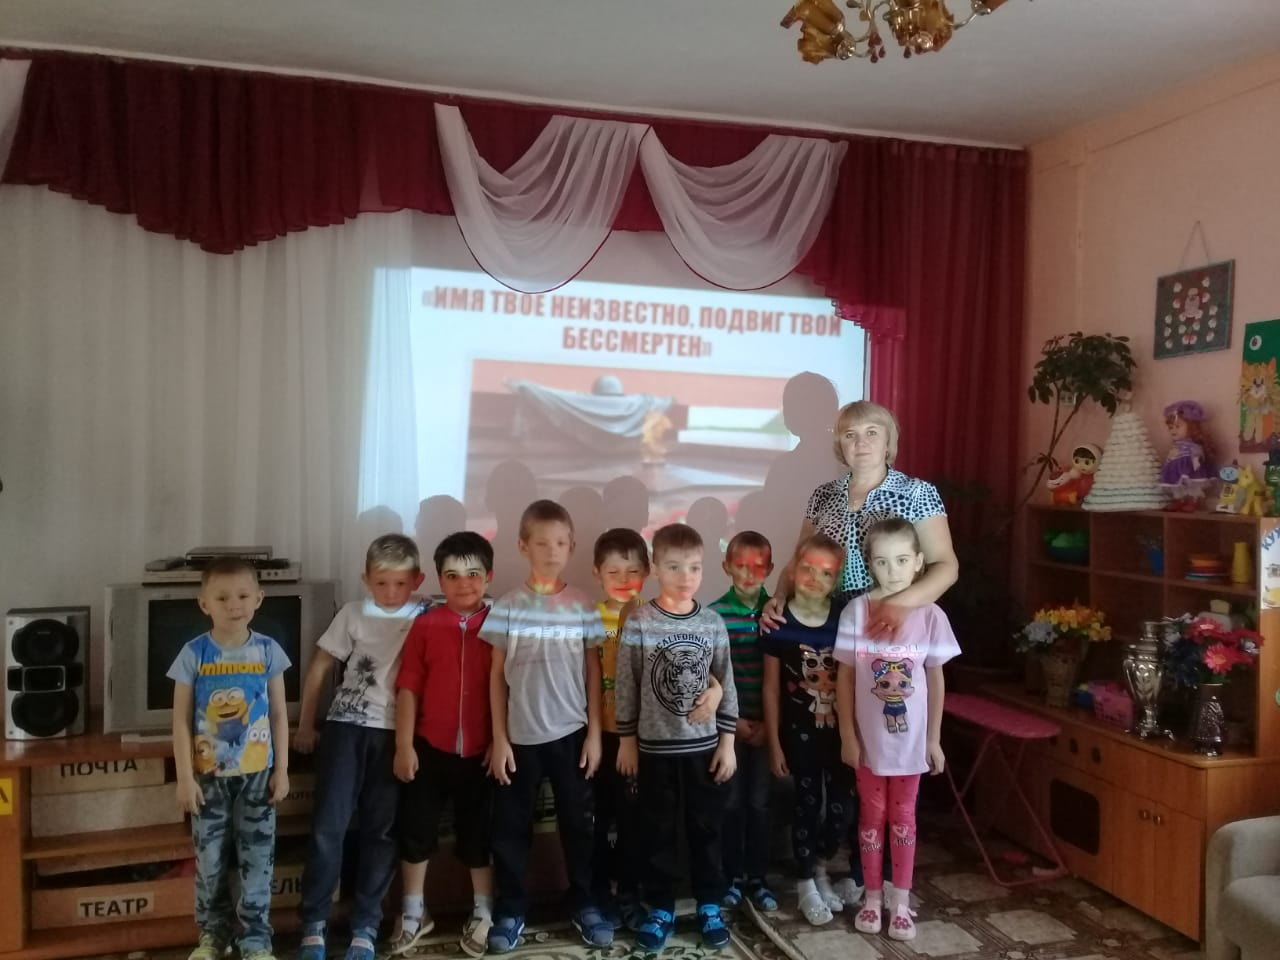 «ИМЯ ТВОЕ НЕИЗВЕСТНО, ПОДВИГ ТВОЙ
БЕССМЕРТЕН»
minions
CALIFORNIA
ПОЧТА
ТЕАТР